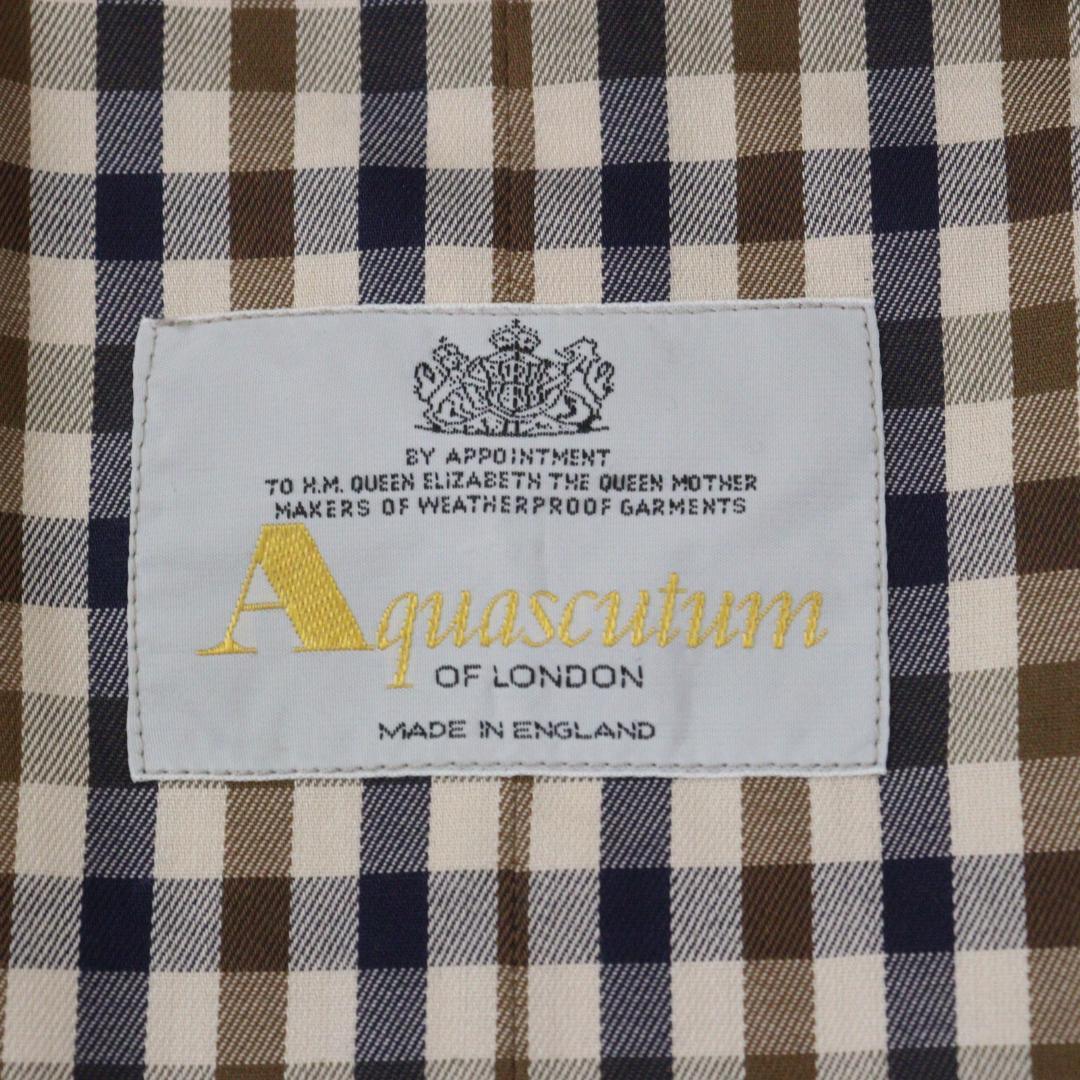 BY APPOINTMENT
TO H.M. QUEEN ELIZABETH THE QUEEN MOTHER
MAKERS OF WEATHERPROOF GARMENTS
Aquascutum
OF LONDON
MADE IN ENGLAND